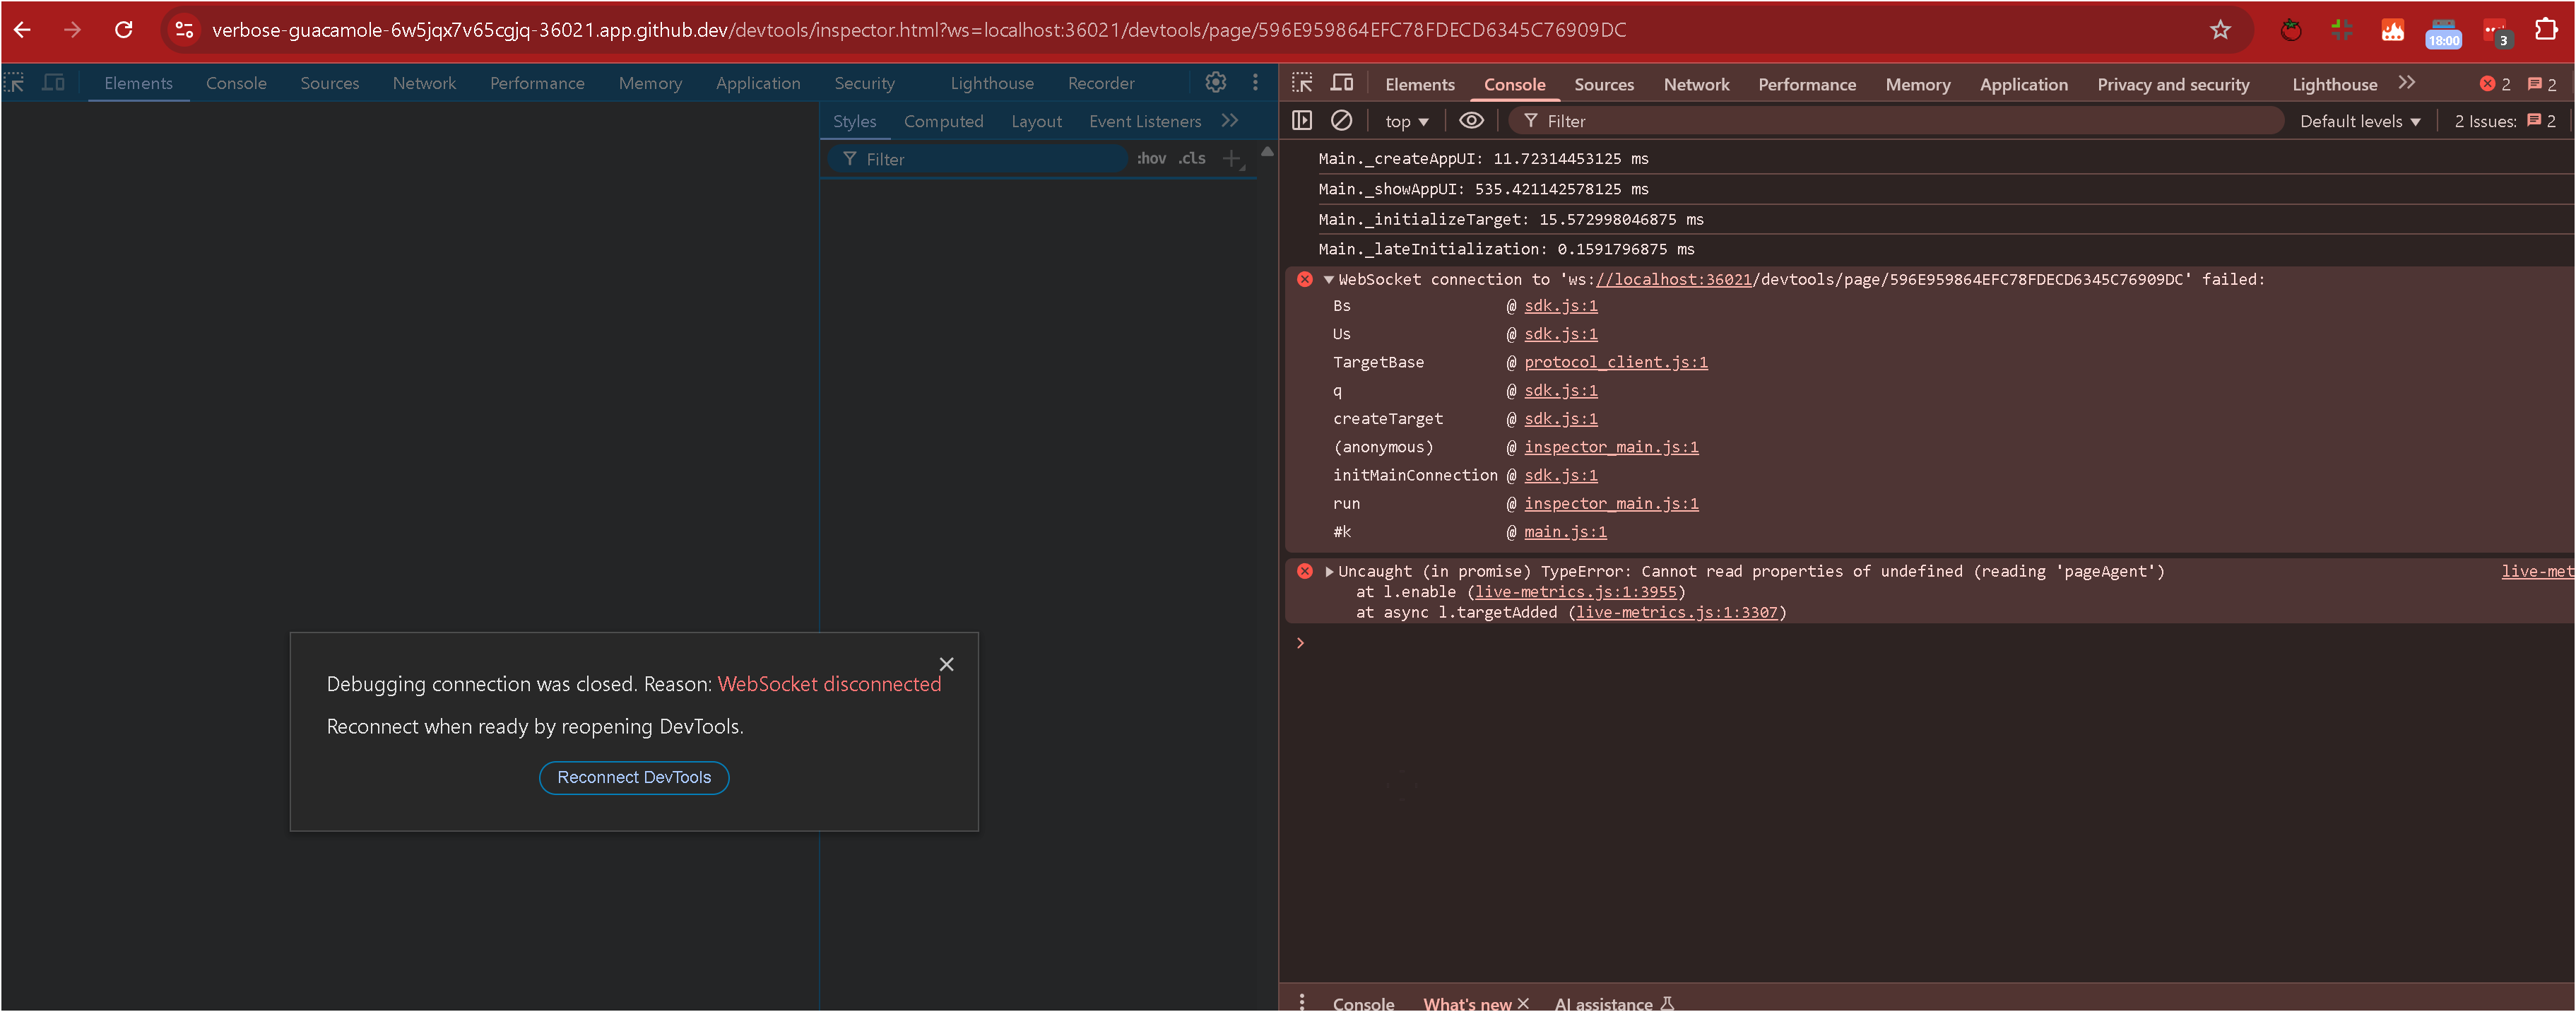 verbose-guacamole-6w5jqx7v65cgjq-36021.app.github.dev/devtools/inspector.html?ws=localhost:36021/devtools/page/596E959864EFC78FDECD6345C76909DC
18:00
3
Elements Console Sources Network Performance Memory Application Security Lighthouse Recorder
Styles Computed Layout Event Listeners
Filter :hov .cls
Debugging connection was closed. Reason: WebSocket disconnected
Reconnect when ready by reopening DevTools.
Reconnect DevTools
Elements Console Sources Network Performance Memory Application Privacy and security Lighthouse 2 2
top Filter Default levels 2 Issues: 2
Main._createAppUI: 11.72314453125 ms
Main._showAppUI: 535.421142578125 ms
Main._initializeTarget: 15.572998046875 ms
Main._lateInitialization: 0.1591796875 ms
WebSocket connection to 'ws://localhost:36021/devtools/page/596E959864EFC78FDECD6345C76909DC' failed:
Bs @ sdk.js:1
Us @ sdk.js:1
TargetBase @ protocol_client.js:1
q @ sdk.js:1
createTarget @ sdk.js:1
(anonymous) @ inspector_main.js:1
initMainConnection @ sdk.js:1
run @ inspector_main.js:1
#k @ main.js:1
Uncaught (in promise) TypeError: Cannot read properties of undefined (reading 'pageAgent') live-met
at l.enable (live-metrics.js:1:3955)
at async l.targetAdded (live-metrics.js:1:3307)
Console What's new AI assistance